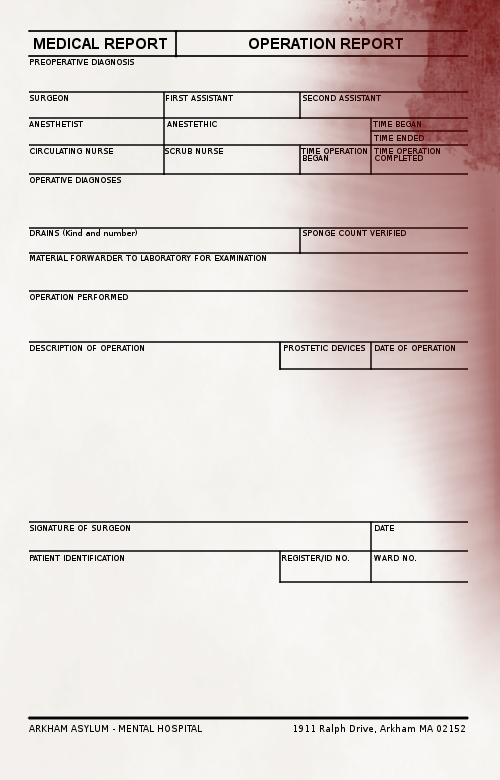 MEDICAL REPORT OPERATION REPORT
PREOPERATIVE DIAGNOSIS
SURGEON FIRST ASSISTANT SECOND ASSISTANT
ANESTHETIST ANESTETHIC TIME BEGAN
TIME ENDED
CIRCULATING NURSE SCRUB NURSE TIME OPERATION BEGAN TIME OPERATION COMPLETED
OPERATIVE DIAGNOSES
DRAINS (Kind and number) SPONGE COUNT VERIFIED
MATERIAL FORWARDER TO LABORATORY FOR EXAMINATION
OPERATION PERFORMED
DESCRIPTION OF OPERATION PROSTETIC DEVICES DATE OF OPERATION
SIGNATURE OF SURGEON DATE
PATIENT IDENTIFICATION REGISTER/ID NO. WARD NO.
ARKHAM ASYLUM - MENTAL HOSPITAL 1911 Ralph Drive, Arkham MA 02152